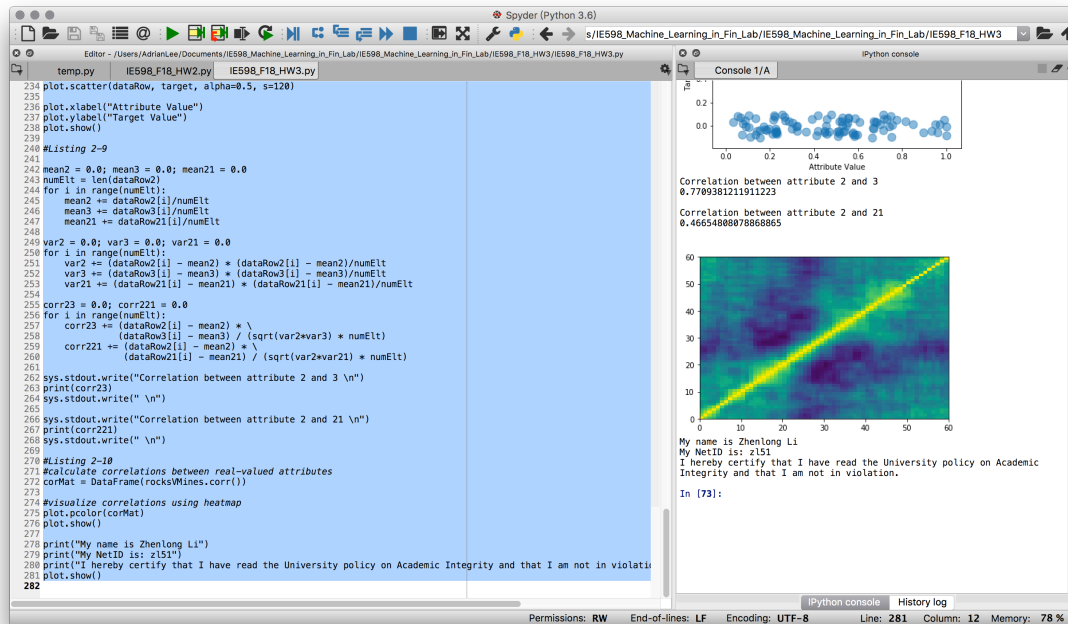 Spyder (Python 3.6)
s/IE598_Machine_Learning_in_Fin_Lab/IE598_Machine_Learning_in_Fin_Lab/IE598_F18_HW3
Editor - /Users/AdrianLee/Documents/IE598_Machine_Learning_in_Fin_Lab/IE598_Machine_Learning_in_Fin_Lab/IE598_F18_HW3/IE598_F18_HW3.py
temp.py IE598_F18_HW2.py IE598_F18_HW3.py
234 plot.scatter(dataRow, target, alpha=0.5, s=120)
235
236 plot.xlabel("Attribute Value")
237 plot.ylabel("Target Value")
238 plot.show()
239
240 #Listing 2-9
241
242 mean2 = 0.0; mean3 = 0.0; mean21 = 0.0
243 numElt = len(dataRow2)
244 for i in range(numElt):
245     mean2 += dataRow2[i]/numElt
246     mean3 += dataRow3[i]/numElt
247     mean21 += dataRow21[i]/numElt
248
249 var2 = 0.0; var3 = 0.0; var21 = 0.0
250 for i in range(numElt):
251     var2 += (dataRow2[i] - mean2) * (dataRow2[i] - mean2)/numElt
252     var3 += (dataRow3[i] - mean3) * (dataRow3[i] - mean3)/numElt
253     var21 += (dataRow21[i] - mean21) * (dataRow21[i] - mean21)/numElt
254
255 corr23 = 0.0; corr221 = 0.0
256 for i in range(numElt):
257     corr23 += (dataRow2[i] - mean2) * \
258               (dataRow3[i] - mean3) / (sqrt(var2*var3) * numElt)
259     corr221 += (dataRow2[i] - mean2) * \
260                (dataRow21[i] - mean21) / (sqrt(var2*var21) * numElt)
261
262 sys.stdout.write("Correlation between attribute 2 and 3 \n")
263 print(corr23)
264 sys.stdout.write(" \n")
265
266 sys.stdout.write("Correlation between attribute 2 and 21 \n")
267 print(corr221)
268 sys.stdout.write(" \n")
269
270 #Listing 2-10
271 #calculate correlations between real-valued attributes
272 corMat = DataFrame(rocksVMines.corr())
273
274 #visualize correlations using heatmap
275 plot.pcolor(corMat)
276 plot.show()
277
278 print("My name is Zhenlong Li")
279 print("My NetID is: zl51")
280 print("I hereby certify that I have read the University policy on Academic Integrity and that I am not in violatio
281 plot.show()
282
IPython console
Console 1/A
Tar
0.2
0.0
0.0 0.2 0.4 0.6 0.8 1.0
Attribute Value
Correlation between attribute 2 and 3
0.7709381211911223
Correlation between attribute 2 and 21
0.46654808078868865
60
50
40
30
20
10
0
0 10 20 30 40 50 60
My name is Zhenlong Li
My NetID is: zl51
I hereby certify that I have read the University policy on Academic
Integrity and that I am not in violation.
In [73]:
IPython console History log
Permissions: RW End-of-lines: LF Encoding: UTF-8 Line: 281 Column: 12 Memory: 78 %